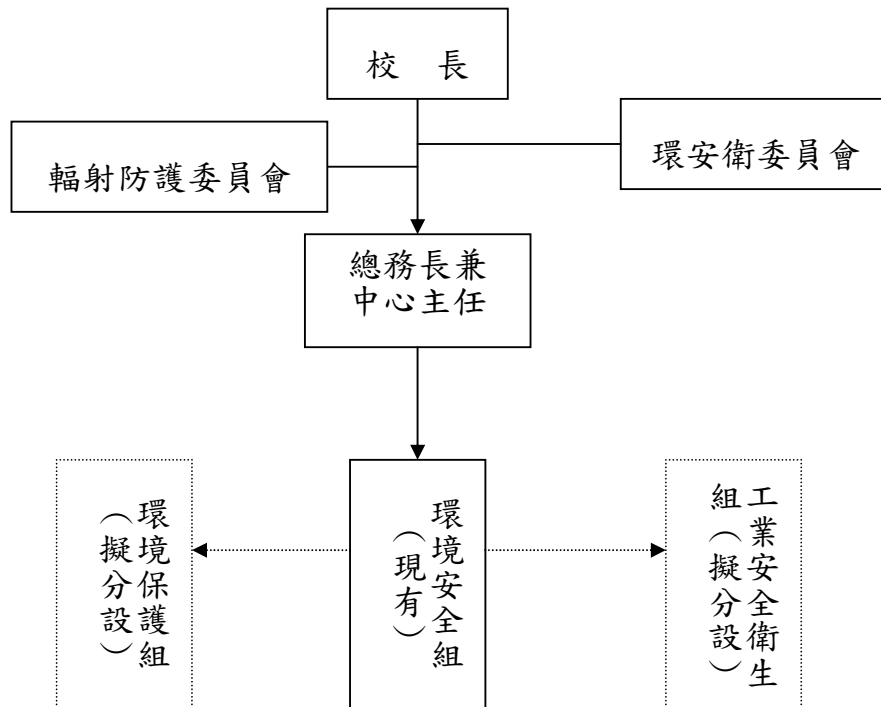 校 長
環安衛委員會
輻射防護委員會
總務長兼
中心主任
環境保護組
（擬分設）
環境安全組
（現有）
工業安全衛生
組（擬分設）